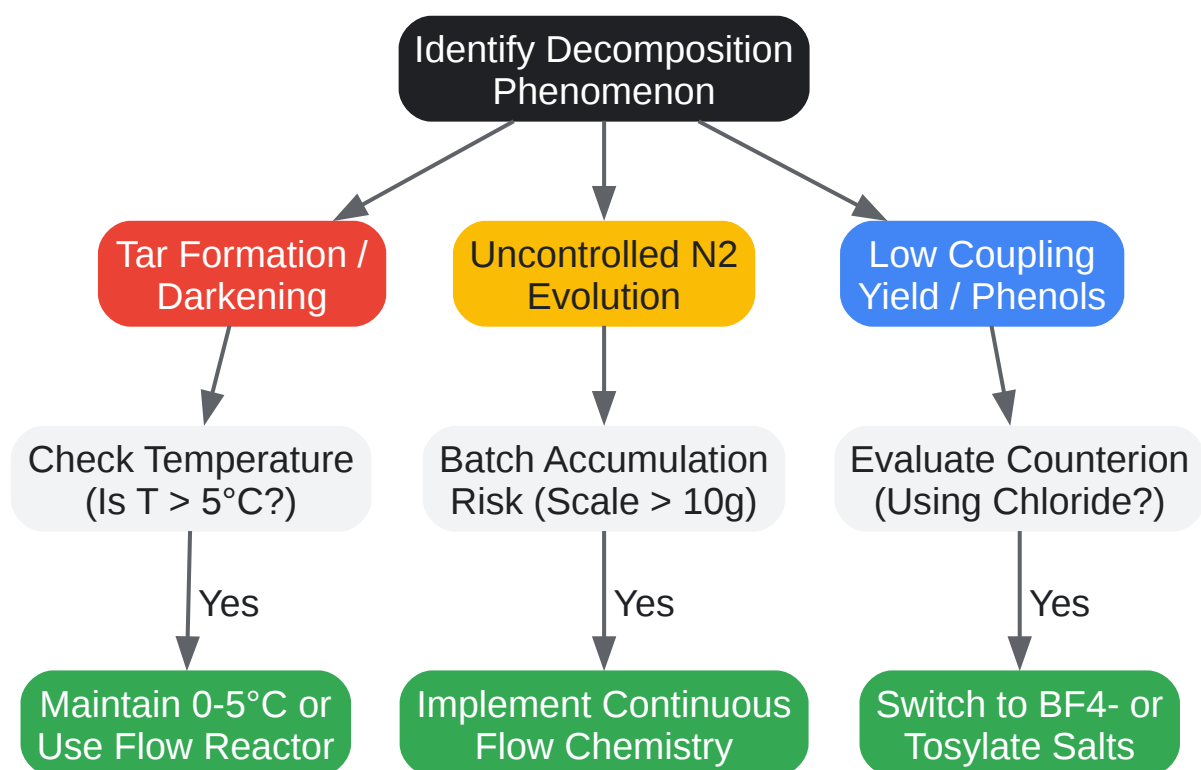 Identify Decomposition
Phenomenon
Tar Formation /
Darkening
Uncontrolled N2
Evolution
Low Coupling
Yield / Phenols
Check Temperature
(Is T > 5°C?)
Batch Accumulation
Risk (Scale > 10g)
Evaluate Counterion
(Using Chloride?)
Yes
Yes
Yes
Maintain 0-5°C or
Use Flow Reactor
Implement Continuous
Flow Chemistry
Switch to BF4- or
Tosylate Salts